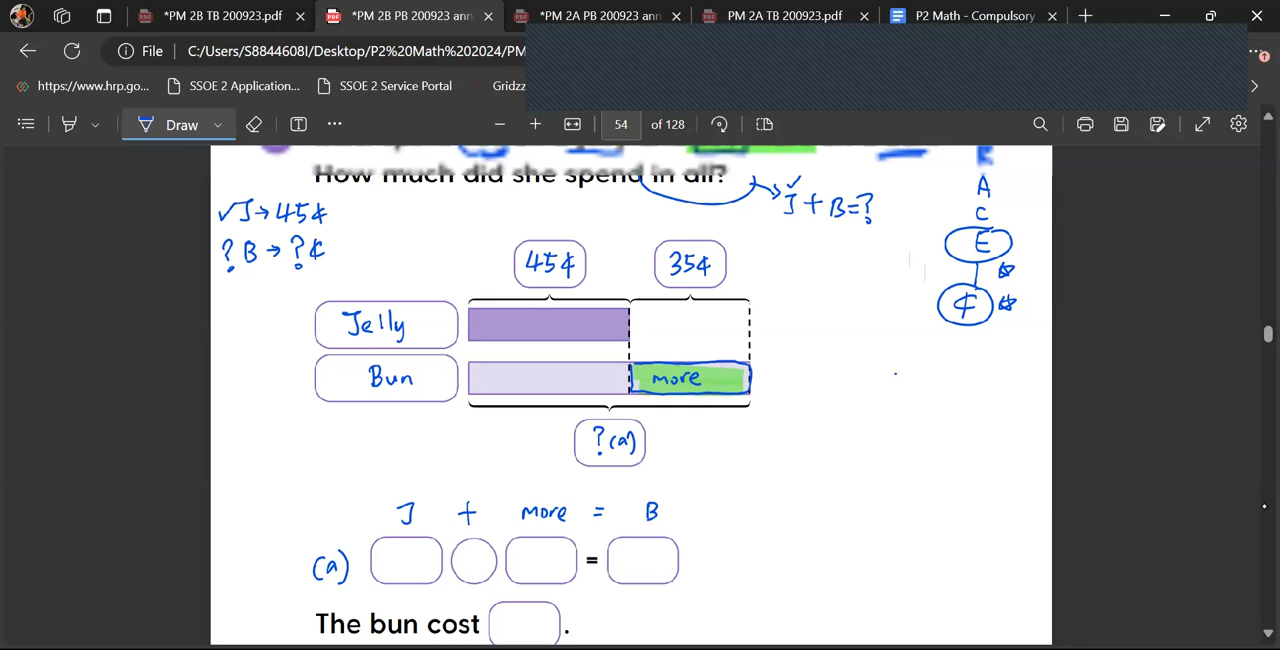 *PM 2B TB 200923.pdf
*PM 2B PB 200923 ann
*PM 2A PB 200923 ann
PM 2A TB 200923.pdf
P2 Math - Compulsory
File
C:/Users/S8844608I/Desktop/P2%20Math%202024/PM
https://www.hrp.go...
SSOE 2 Application...
SSOE 2 Service Portal
Gridzz
Draw
54 of 128
How much did she spend in all?
J + B = ?
A
C
E
¢
✓J → 45¢
? B → ? ¢
45¢
35¢
Jelly
Bun
more
? (a)
J + more = B
(a) =
The bun cost .